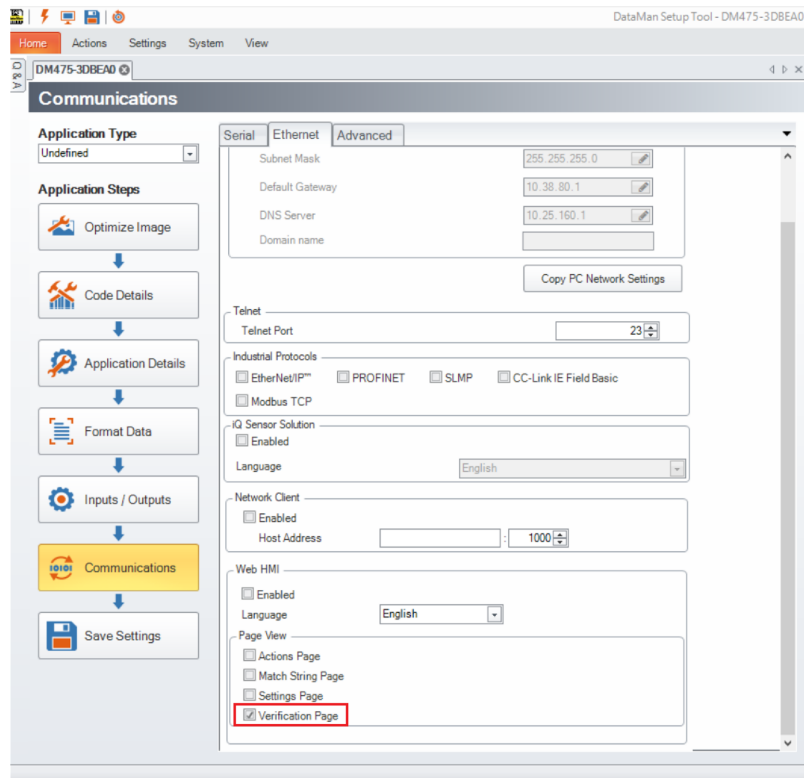 DataMan Setup Tool - DM475-3DBEA0
Home Actions Settings System View
Q & A
DM475-3DBEA0
Communications
Application Type
Undefined
Application Steps
Optimize Image
Code Details
Application Details
Format Data
Inputs / Outputs
Communications
Save Settings
Serial Ethernet Advanced
Subnet Mask 255.255.255.0
Default Gateway 10.38.80.1
DNS Server 10.25.160.1
Domain name
Copy PC Network Settings
Telnet
Telnet Port 23
Industrial Protocols
EtherNet/IP™ PROFINET SLMP CC-Link IE Field Basic
Modbus TCP
iQ Sensor Solution
Enabled
Language English
Network Client
Enabled
Host Address : 1000
Web HMI
Enabled
Language English
Page View
Actions Page
Match String Page
Settings Page
Verification Page